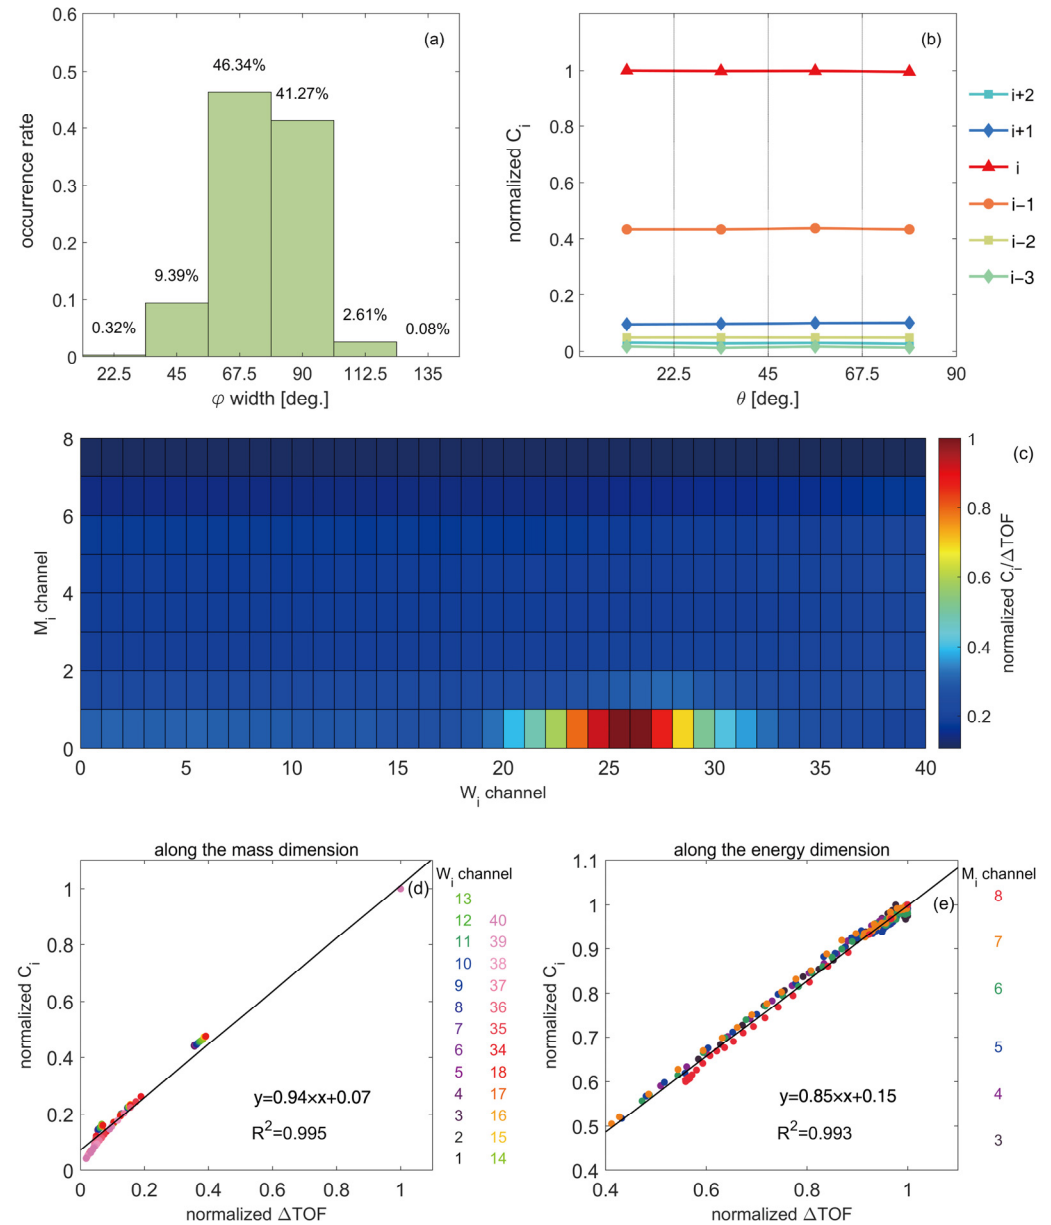 (a)
0.6
0.5
0.4
0.3
0.2
0.1
0
occurrence rate
0.32%
9.39%
46.34%
41.27%
2.61%
0.08%
22.5 45 67.5 90 112.5 135
φ width [deg.]
(b)
1
0.8
0.6
0.4
0.2
0
normalized C_i
22.5 45 67.5 90
θ [deg.]
i+2
i+1
i
i−1
i−2
i−3
(c)
8
6
4
2
0
M_i channel
0 5 10 15 20 25 30 35 40
W_i channel
1
0.8
0.6
0.4
0.2
normalized C_i/ΔTOF
along the mass dimension
(d)
1
0.8
0.6
0.4
0.2
0
normalized C_i
y=0.94×x+0.07
R²=0.995
0 0.2 0.4 0.6 0.8 1
normalized ΔTOF
W_i channel
13
12 40
11 39
10 38
9 37
8 36
7 35
6 34
5 18
4 17
3 16
2 15
1 14
along the energy dimension
(e)
1.1
1
0.9
0.8
0.7
0.6
0.5
0.4
normalized C_i
y=0.85×x+0.15
R²=0.993
0.4 0.6 0.8 1
normalized ΔTOF
M_i channel
8
7
6
5
4
3